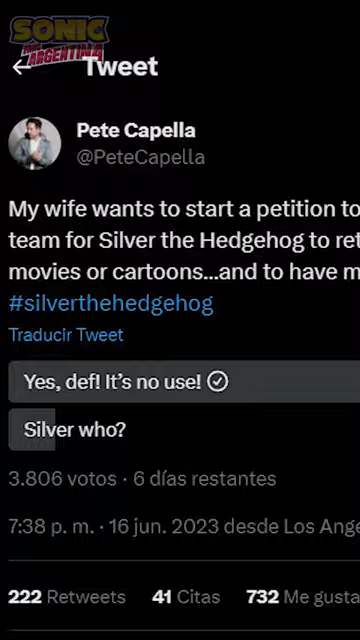 SONIC
FANS
ARGENTINA
Tweet
Pete Capella
@PeteCapella
My wife wants to start a petition to
team for Silver the Hedgehog to
movies or cartoons...and to have
#silverthehedgehog
Traducir Tweet
Yes, def! It's no use!
Silver who?
3.806 votos · 6 días restantes
7:38 p. m. · 16 jun. 2023 desde Los
222 Retweets 41 Citas 732 Me gusta